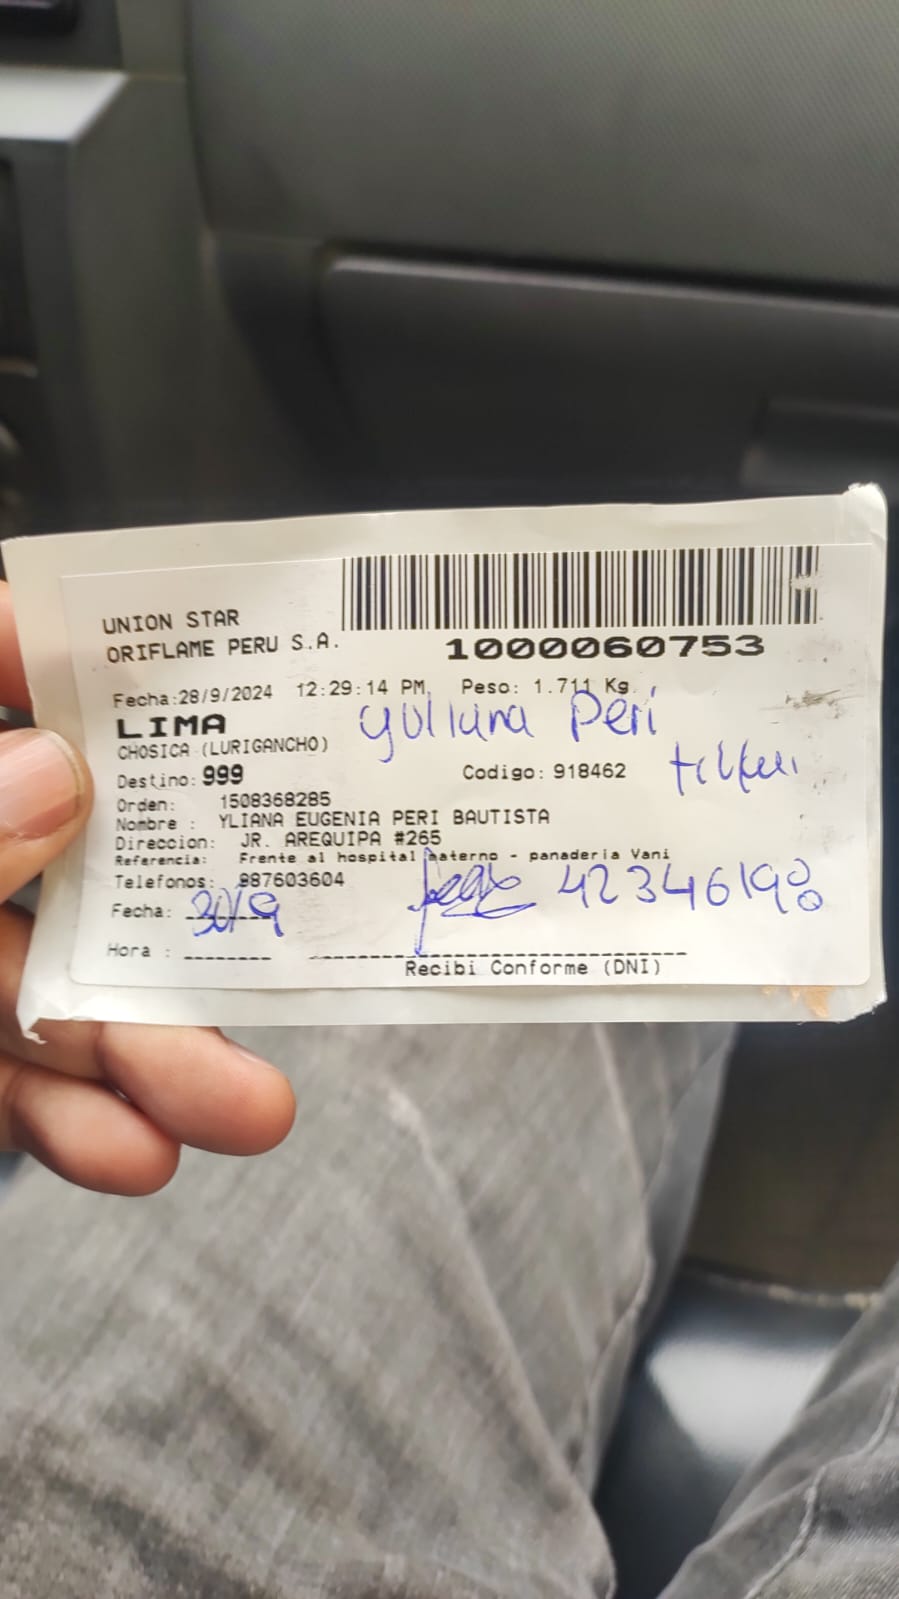 UNION STAR
ORIFLAME PERU S.A.
1000060753
Fecha:28/9/2024 12:29:14 PM. Peso: 1.711 Kg
LIMA
yuliana Peri
CHOSICA (LURIGANCHO)
Destino: 999 Codigo: 918462
Orden: 1508368285
Nombre : YLIANA EUGENIA PERI BAUTISTA
Direccion: JR. AREQUIPA #265
Referencia: Frente al hospital materno - panaderia Vani
Telefonos: 987603604
Fecha: 30/9
Hora :
Recibi Conforme (DNI)